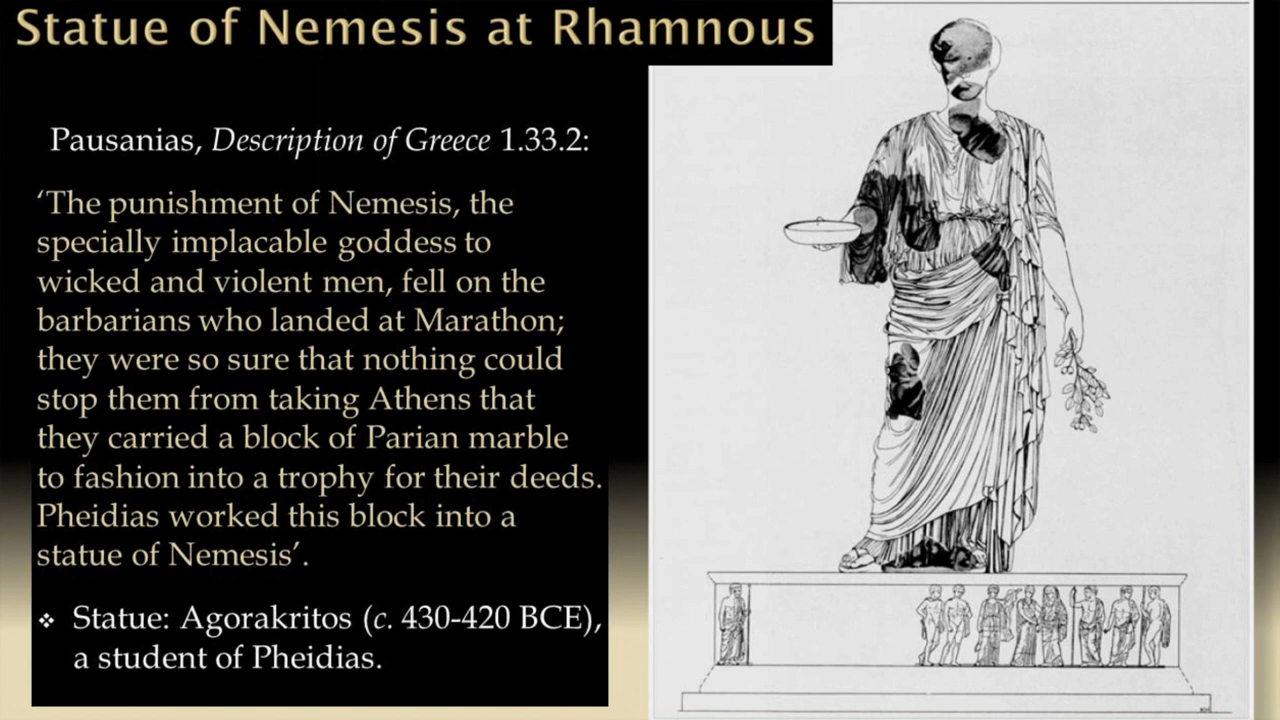 Statue of Nemesis at Rhamnous
Pausanias, Description of Greece 1.33.2:
‘The punishment of Nemesis, the
specially implacable goddess to
wicked and violent men, fell on the
barbarians who landed at Marathon;
they were so sure that nothing could
stop them from taking Athens that
they carried a block of Parian marble
to fashion into a trophy for their deeds.
Pheidias worked this block into a
statue of Nemesis’.
❖ Statue: Agorakritos (c. 430-420 BCE),
a student of Pheidias.